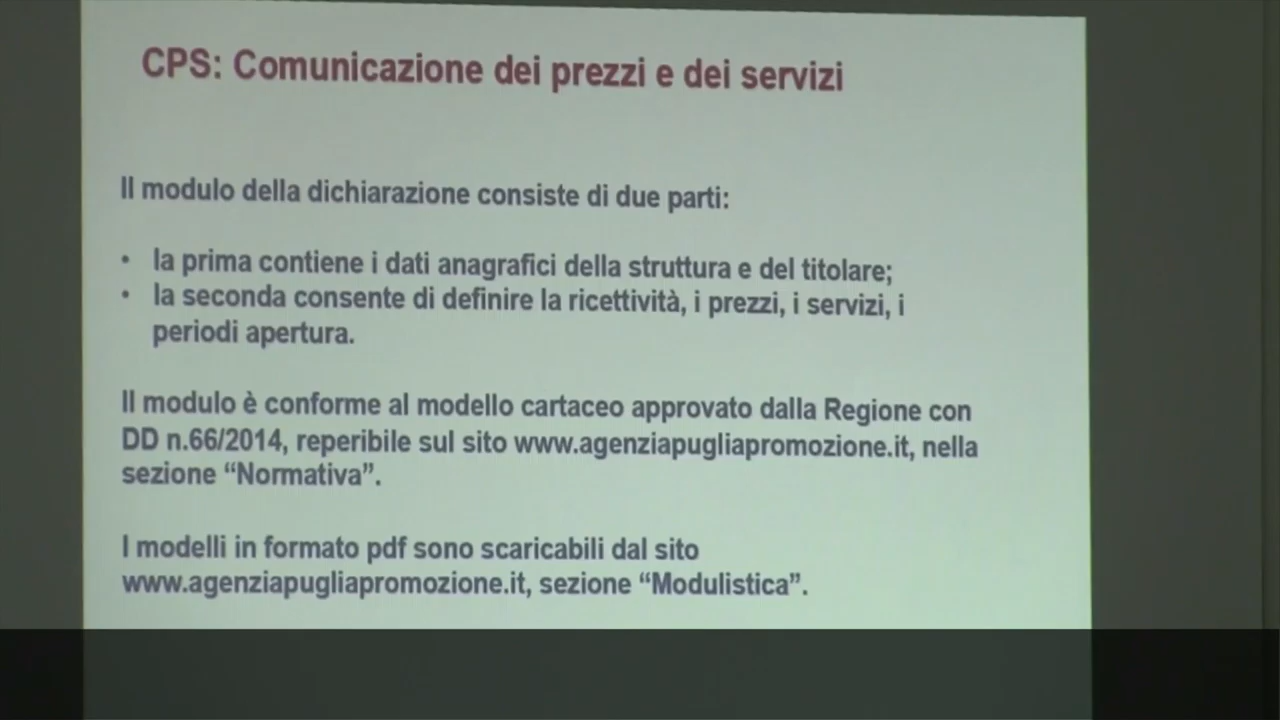 CPS: Comunicazione dei prezzi e dei servizi
Il modulo della dichiarazione consiste di due parti:
• la prima contiene i dati anagrafici della struttura e del titolare;
• la seconda consente di definire la ricettività, i prezzi, i servizi, i
periodi apertura.
Il modulo è conforme al modello cartaceo approvato dalla Regione con
DD n.66/2014, reperibile sul sito www.agenziapugliapromozione.it, nella
sezione “Normativa”.
I modelli in formato pdf sono scaricabili dal sito
www.agenziapugliapromozione.it, sezione “Modulistica”.